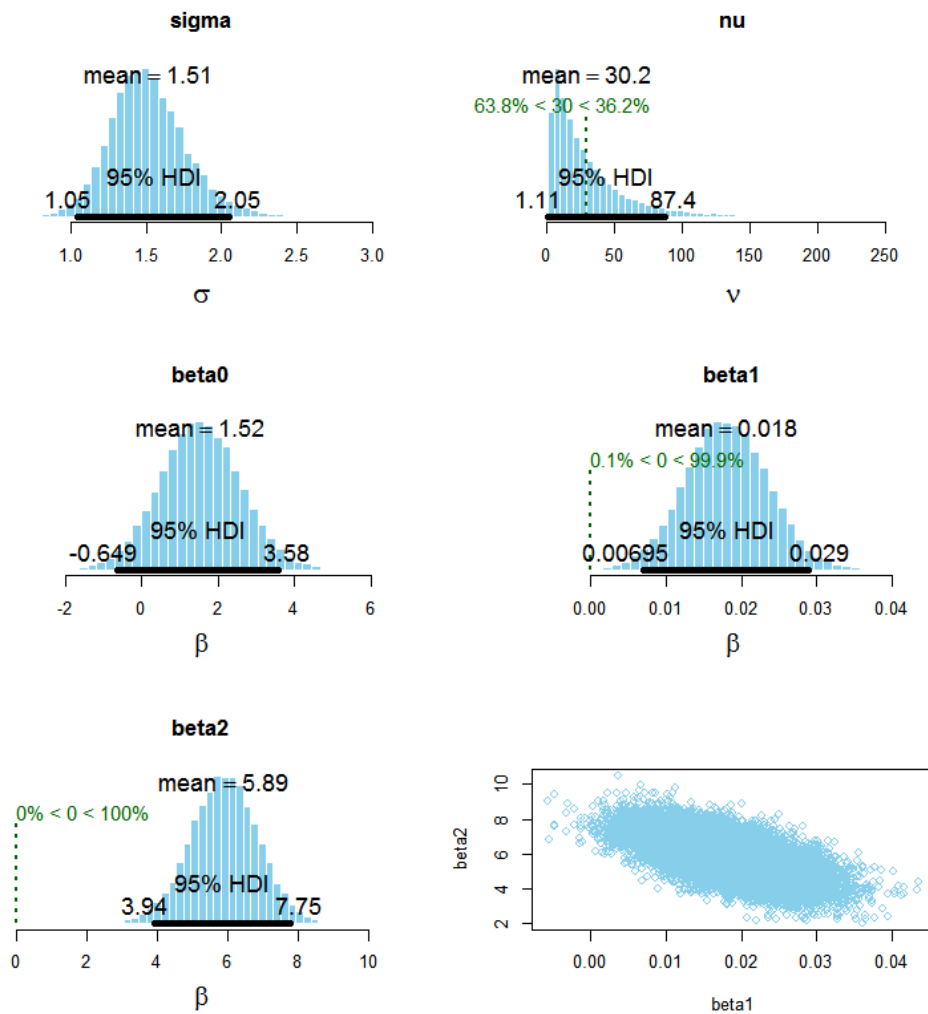 sigma
mean = 1.51
95% HDI
1.05 2.05
1.0 1.5 2.0 2.5 3.0
σ
nu
mean = 30.2
63.8% < 30 < 36.2%
95% HDI
1.11 87.4
0 50 100 150 200 250
ν
beta0
mean = 1.52
95% HDI
-0.649 3.58
-2 0 2 4 6
β
beta1
mean = 0.018
0.1% < 0 < 99.9%
95% HDI
0.00695 0.029
0.00 0.01 0.02 0.03 0.04
β
beta2
mean = 5.89
0% < 0 < 100%
95% HDI
3.94 7.75
0 2 4 6 8 10
β
beta2
10
8
6
4
2
0.00 0.01 0.02 0.03 0.04
beta1